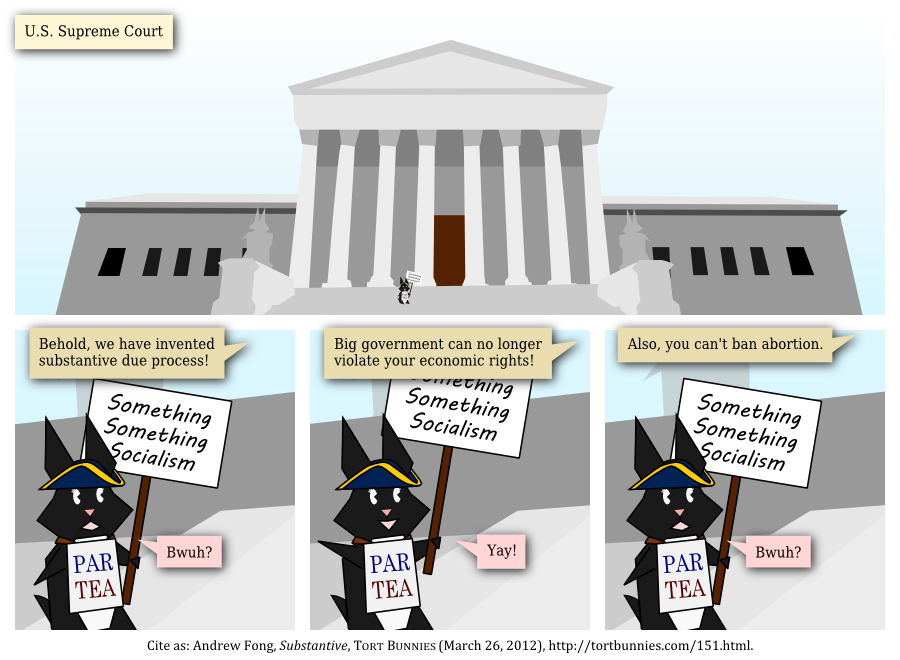 U.S. Supreme Court
Behold, we have invented
substantive due process!
Something
Something
Socialism
Bwuh?
PAR
TEA
Big government can no longer
violate your economic rights!
Something
Something
Socialism
Yay!
PAR
TEA
Also, you can't ban abortion.
Something
Something
Socialism
Bwuh?
PAR
TEA
Cite as: Andrew Fong, Substantive, TORT BUNNIES (March 26, 2012), http://tortbunnies.com/151.html.